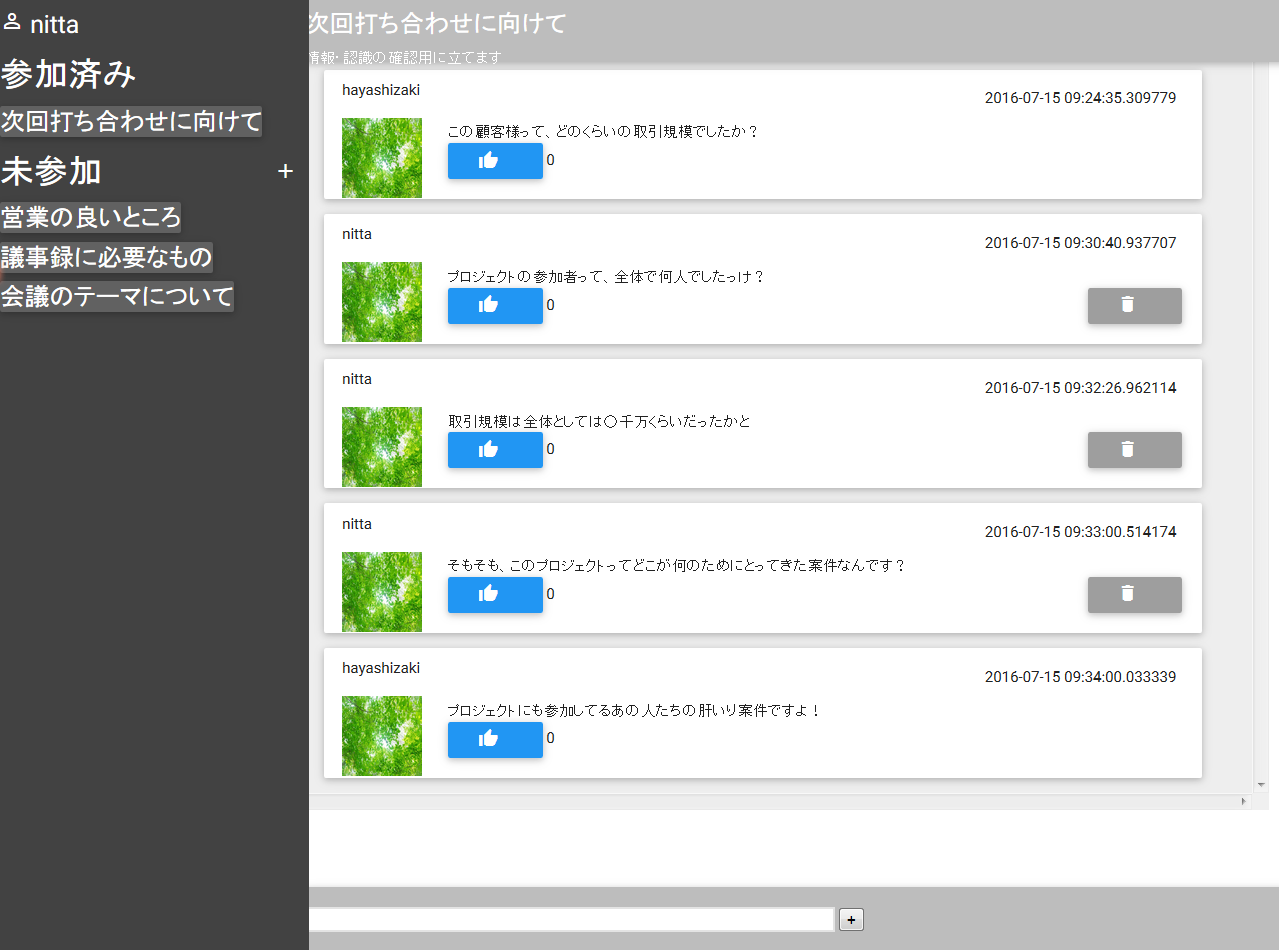 nitta
参加済み
次回打ち合わせに向けて
未参加 +
営業の良いところ
議事録に必要なもの
会議のテーマについて
次回打ち合わせに向けて
情報・認識の確認用に立てます
hayashizaki
2016-07-15 09:24:35.309779
この顧客様って、どのくらいの取引規模でしたか？
0
nitta
2016-07-15 09:30:40.937707
プロジェクトの参加者って、全体で何人でしたっけ？
0
nitta
2016-07-15 09:32:26.962114
取引規模は全体としては〇千万くらいだったかと
0
nitta
2016-07-15 09:33:00.514174
そもそも、このプロジェクトってどこが何のためにとってきた案件なんです？
0
hayashizaki
2016-07-15 09:34:00.033339
プロジェクトにも参加してるあの人たちの肝いり案件ですよ！
0
+